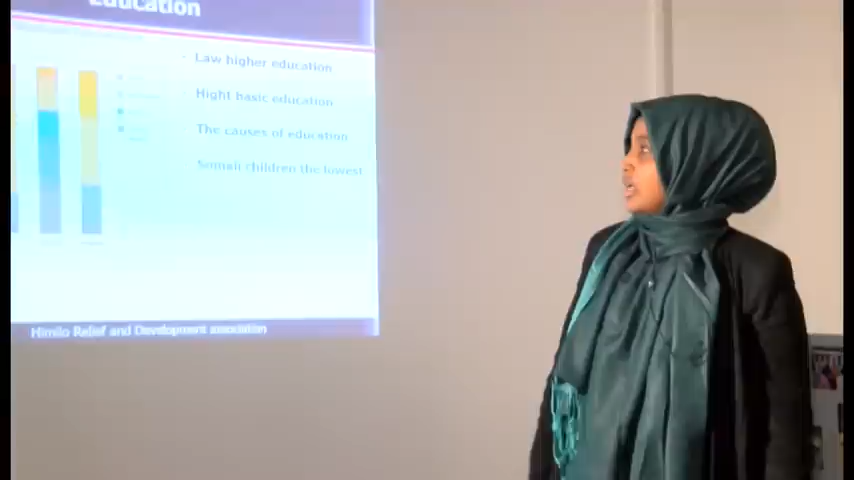 Education
Law higher education
Hight basic education
The causes of education
Somali children the lowest
Himilo Relief and Development association